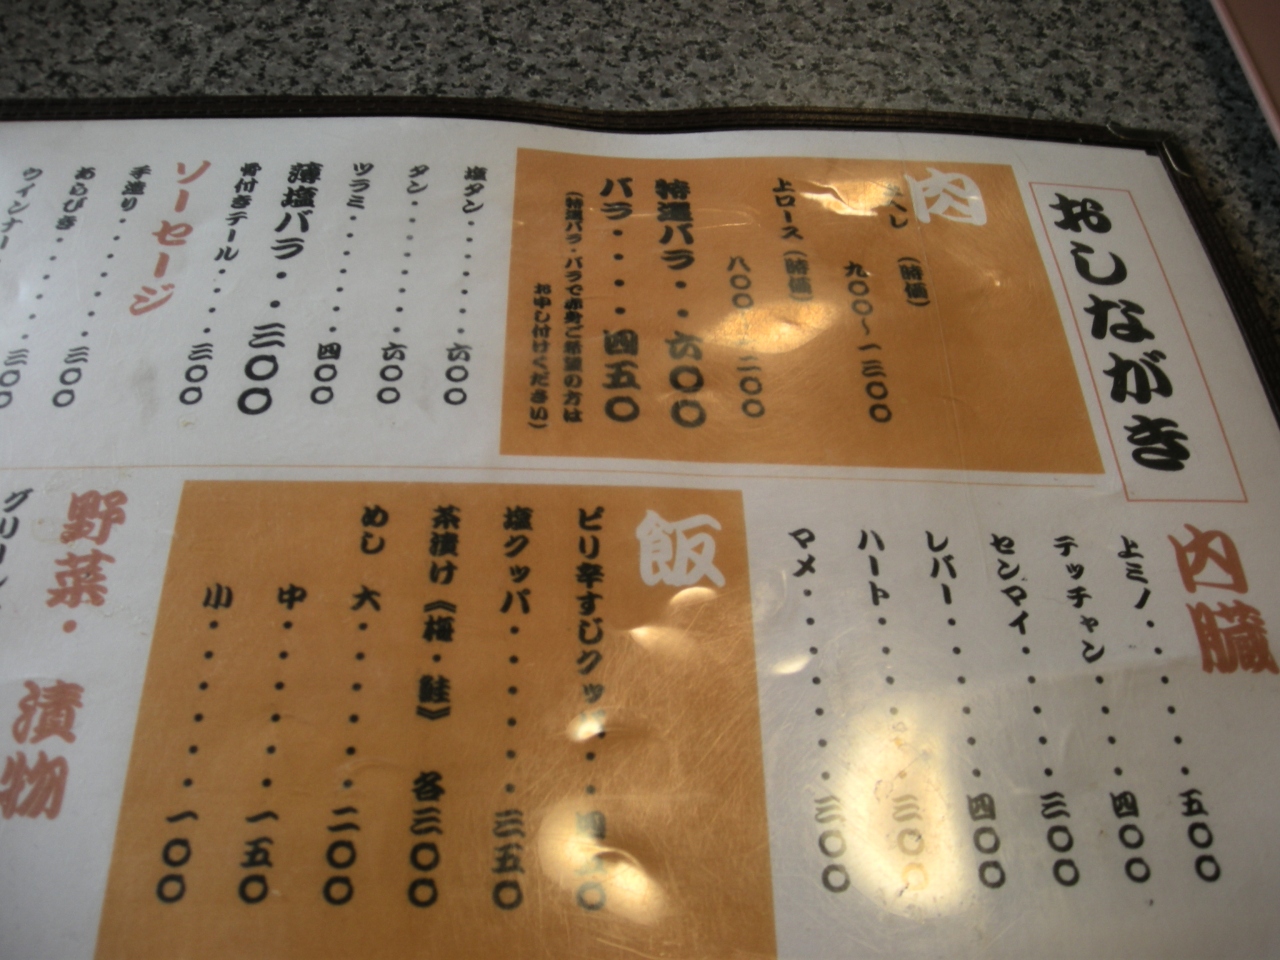 おしながき
肉
(時価)
九〇〇〜一三〇〇
上ロース (時価)
特選バラ・・六〇〇
バラ・・・・四五〇
(特選バラ・バラで赤身ご希望の方は
お申し付けください)
塩タン・・・・・・六〇〇
タン・・・・・・・六〇〇
ツラミ・・・・・・四〇〇
薄塩バラ・・三〇〇
骨付きテール・・・・三〇〇
ソーセージ
手造り
あらびき・・・・・三〇〇
ウインナー・・・・三〇〇
内臓
上ミノ・・・・・・五〇〇
テッチャン・・・・四〇〇
センマイ・・・・・三〇〇
レバー・・・・・・四〇〇
ハート・・・・・・三〇〇
マメ・・・・・・・三〇〇
飯
ピリ辛すじクッパ・・
塩クッパ・・・・・・三五〇
茶漬け《梅・鮭》 各三〇〇
めし 大・・・・・・二〇〇
中・・・・・・一五〇
小・・・・・・一〇〇
野菜・漬物